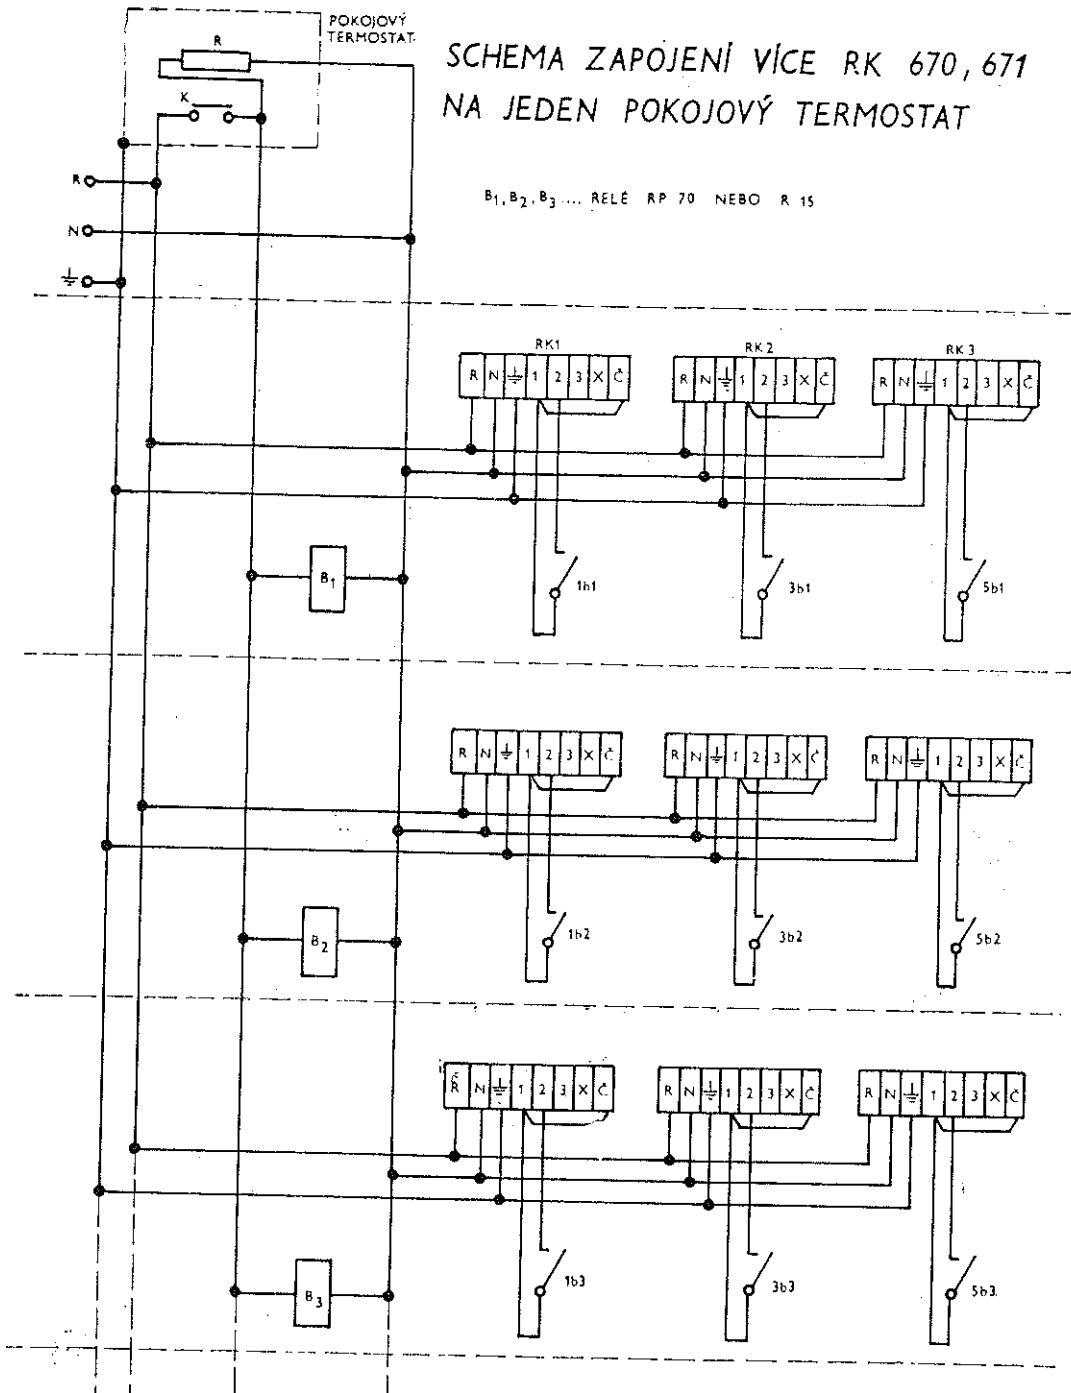 POKOJOVÝ
TERMOSTAT
R
K
SCHEMA ZAPOJENÍ VÍCE RK 670, 671
NA JEDEN POKOJOVÝ TERMOSTAT
B1, B2, B3 .... RELÉ RP 70 NEBO R 15
R
N
RK1
R N 1 2 3 X Č
RK2
R N 1 2 3 X Č
RK3
R N 1 2 3 X Č
B1
1b1
3b1
5b1
R N 1 2 3 X Č
R N 1 2 3 X Č
R N 1 2 3 X Č
B2
1b2
3b2
5b2
R N 1 2 3 X Č
R N 1 2 3 X Č
R N 1 2 3 X Č
B3
1b3
3b3
5b3